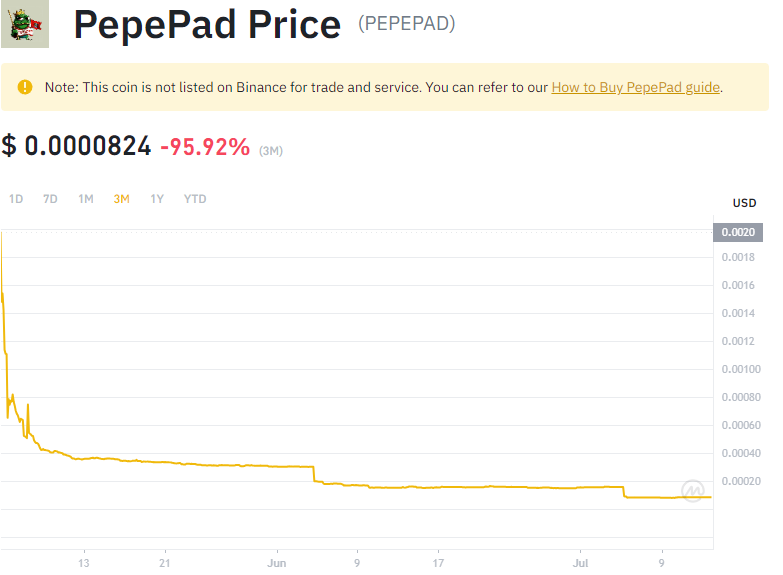 PepePad Price (PEPEPAD)
Note: This coin is not listed on Binance for trade and service. You can refer to our How to Buy PepePad guide.
$ 0.0000824 -95.92% (3M)
1D 7D 1M 3M 1Y YTD
USD
0.0020
0.0018
0.0016
0.0014
0.0012
0.00100
0.00080
0.00060
0.00040
0.00020
13 21 Jun 9 17 Jul 9